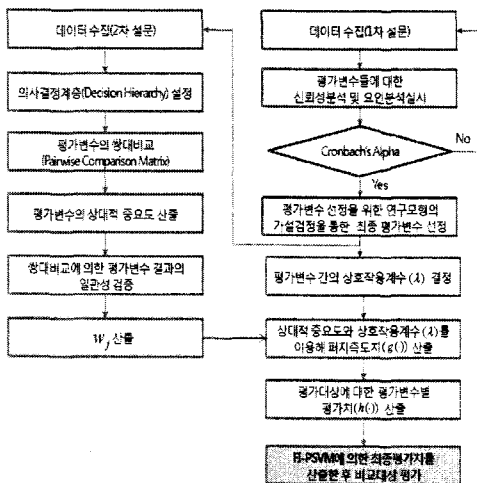 데이터 수집(2차 설문)
의사결정계층(Decision Hierarchy) 설정
평가변수의 쌍대비교
(Pairwise Comparison Matrix)
평가변수의 상대적 중요도 산출
쌍대비교에 의한 평가변수 결과의
일관성 검증
W_j 산출
데이터 수집(1차 설문)
평가변수들에 대한
신뢰성분석 및 요인분석실시
Cronbach's Alpha
No
Yes
평가변수 선정을 위한 연구모형의
가설검정을 통한 최종 평가변수 선정
평가변수 간의 상호작용계수(λ) 결정
상대적 중요도와 상호작용계수(λ)를
이용해 퍼지측도치(g(·)) 산출
평가대상에 대한 평가변수별
평가치(h(·)) 산출
FI-PSVM에 의한 최종평가치를
산출한 후 비교대상 평가